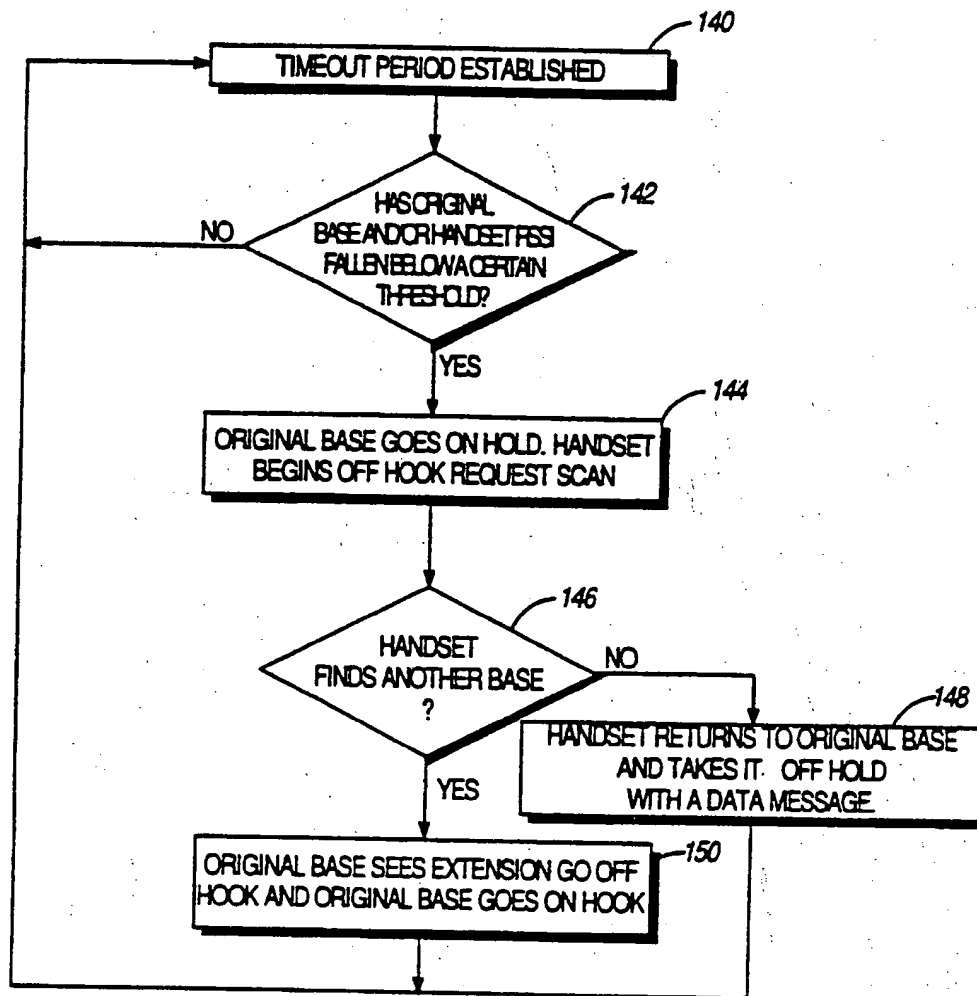 140
TIMEOUT PERIOD ESTABLISHED
142
HAS ORIGINAL
BASE AND/OR HANDSET RSSI
FALLEN BELOW A CERTAIN
THRESHOLD?
NO
YES
144
ORIGINAL BASE GOES ON HOLD. HANDSET
BEGINS OFF HOOK REQUEST SCAN
146
HANDSET
FINDS ANOTHER BASE
?
NO
YES
148
HANDSET RETURNS TO ORIGINAL BASE
AND TAKES IT OFF HOLD
WITH A DATA MESSAGE.
150
ORIGINAL BASE SEES EXTENSION GO OFF
HOOK AND ORIGINAL BASE GOES ON HOOK